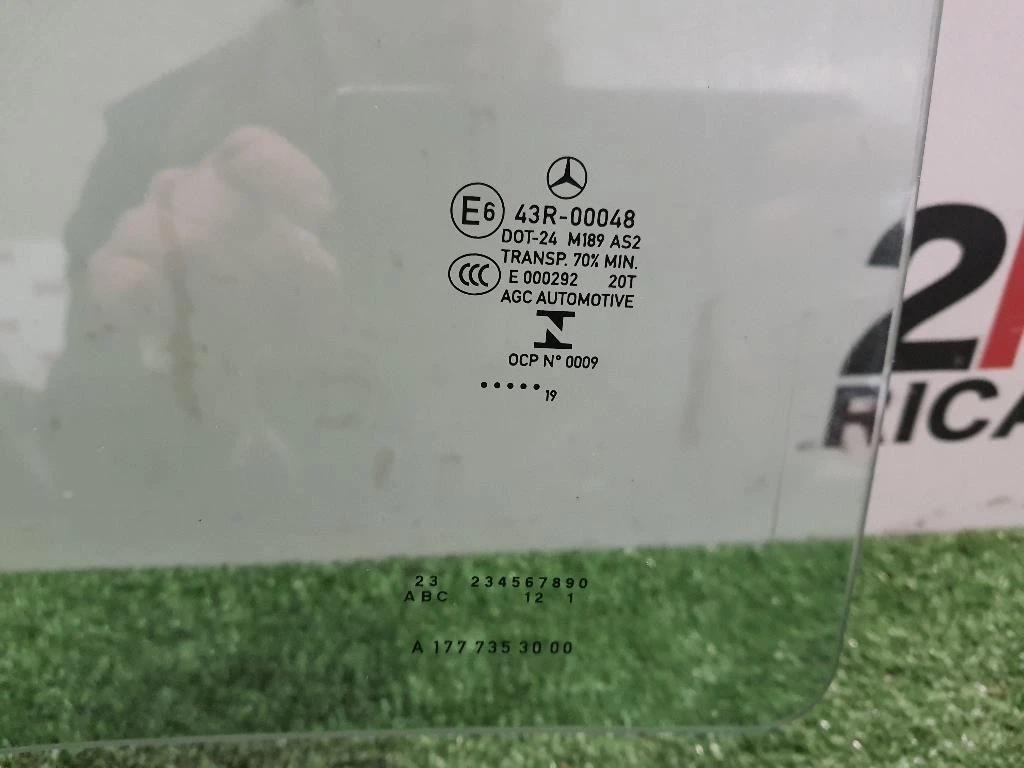 E6 43R-00048
DOT-24 M189 AS2
TRANSP. 70% MIN.
CCC E 000292 20T
AGC AUTOMOTIVE
OCP N° 0009
..... 19
23 234567890
ABC 12 1
A 177 735 30 00
2
RICA